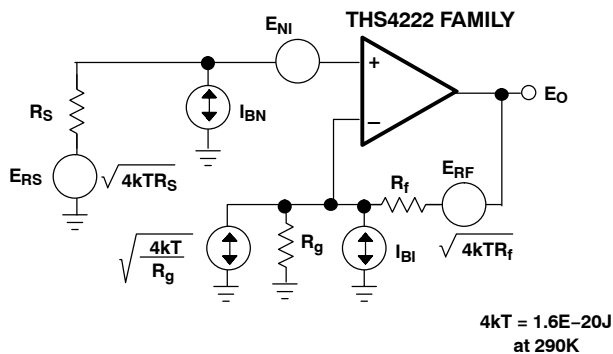 THS4222 FAMILY
E_NI
+
R_S
I_BN
E_O
−
E_RS
√4kTR_S
E_RF
R_f
√(4kT/R_g)
R_g
I_BI
√4kTR_f
4kT = 1.6E−20J
at 290K